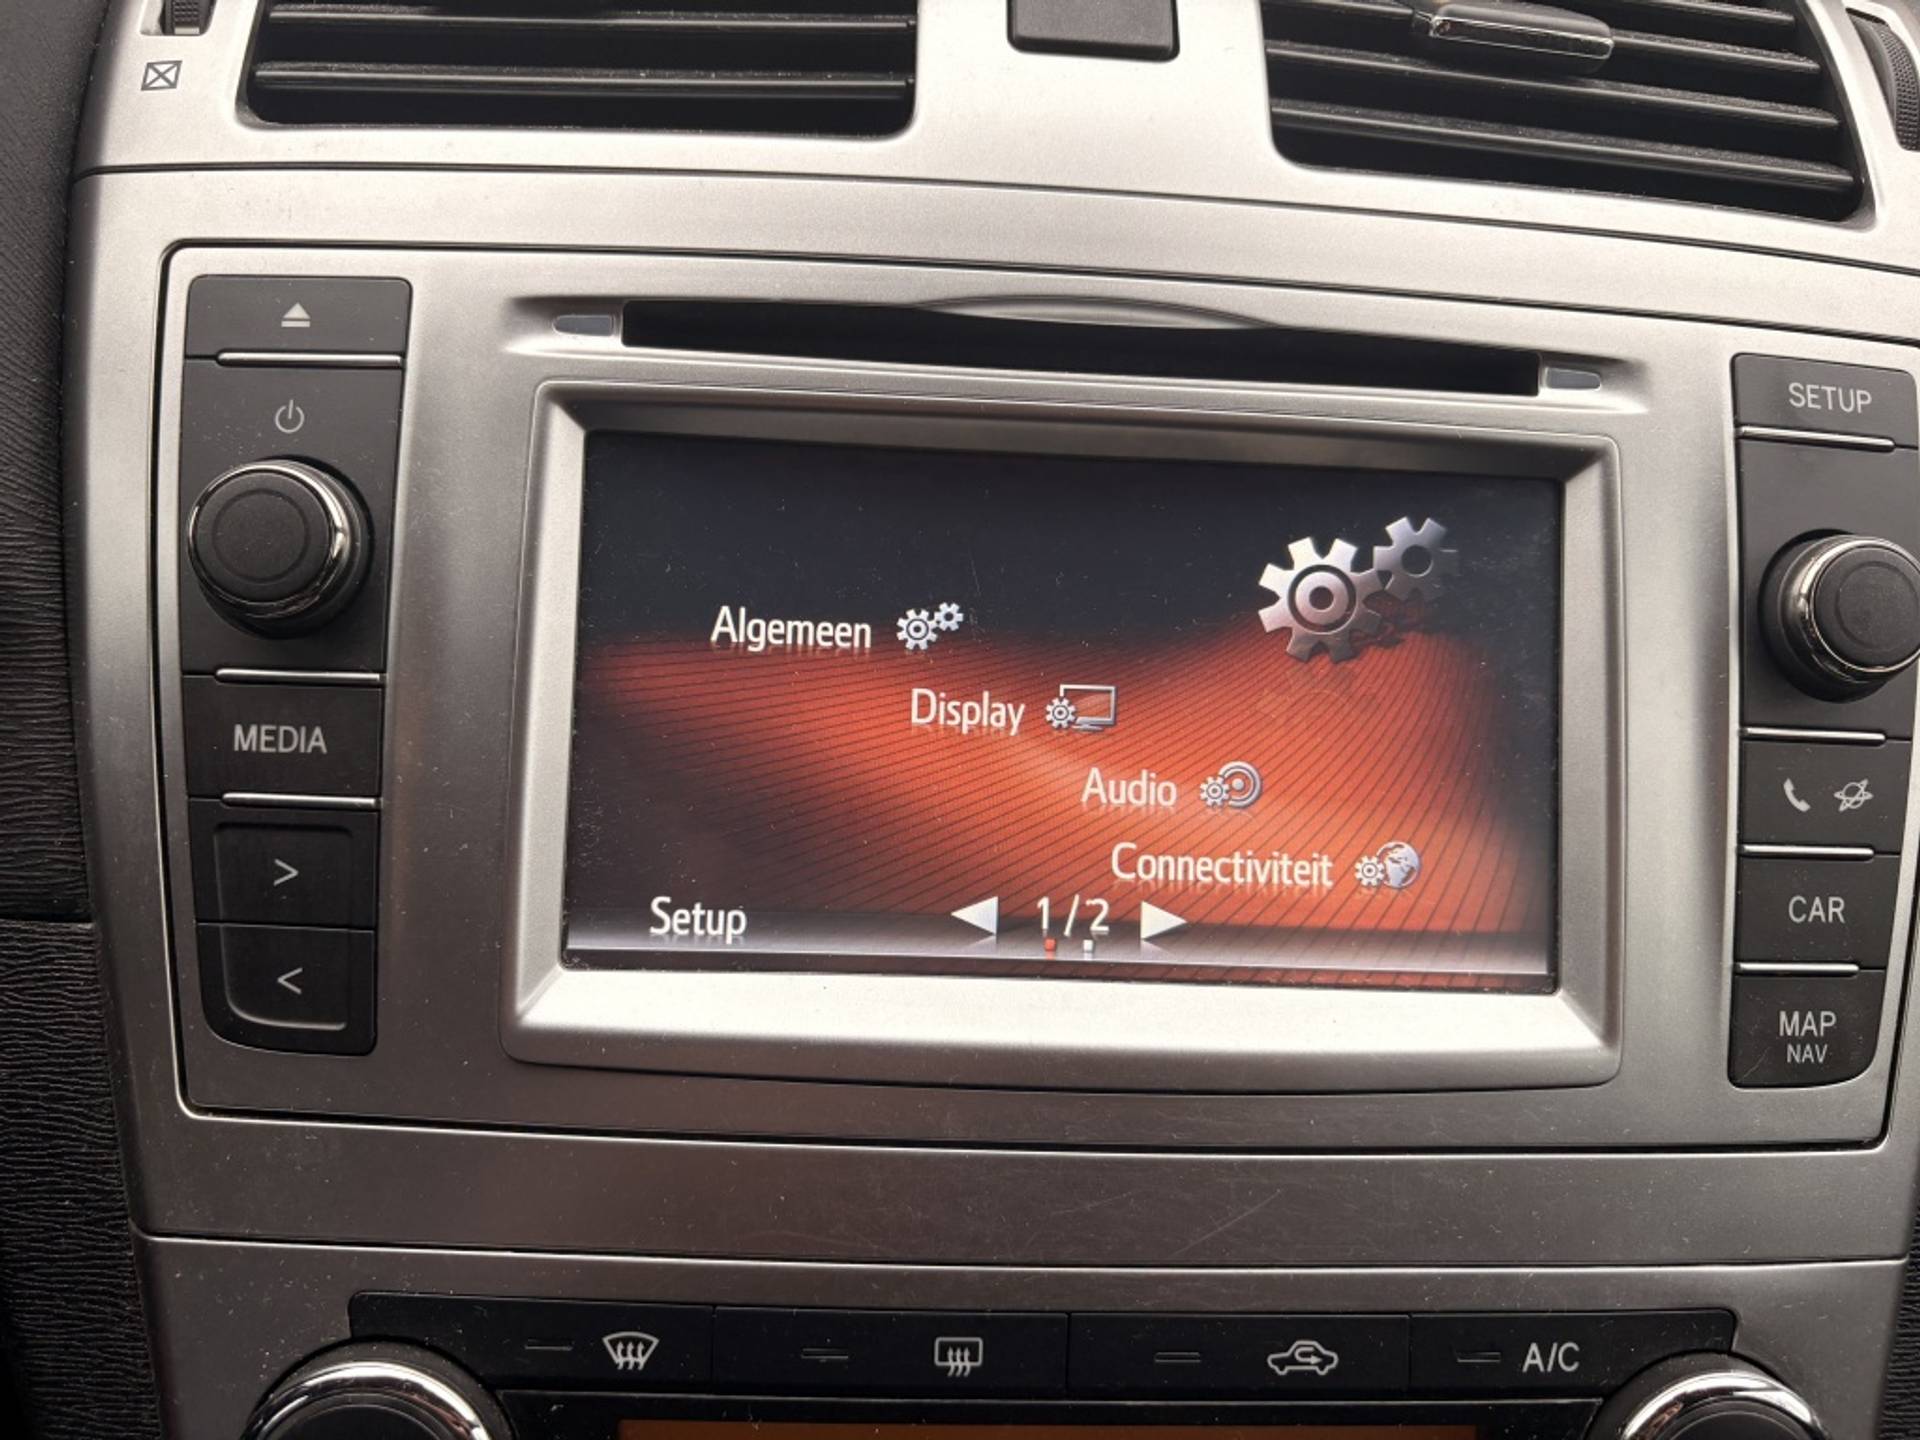 SETUP
MEDIA
>
<
Algemeen
Display
Audio
Connectiviteit
Setup
1/2
CAR
MAP
NAV
A/C